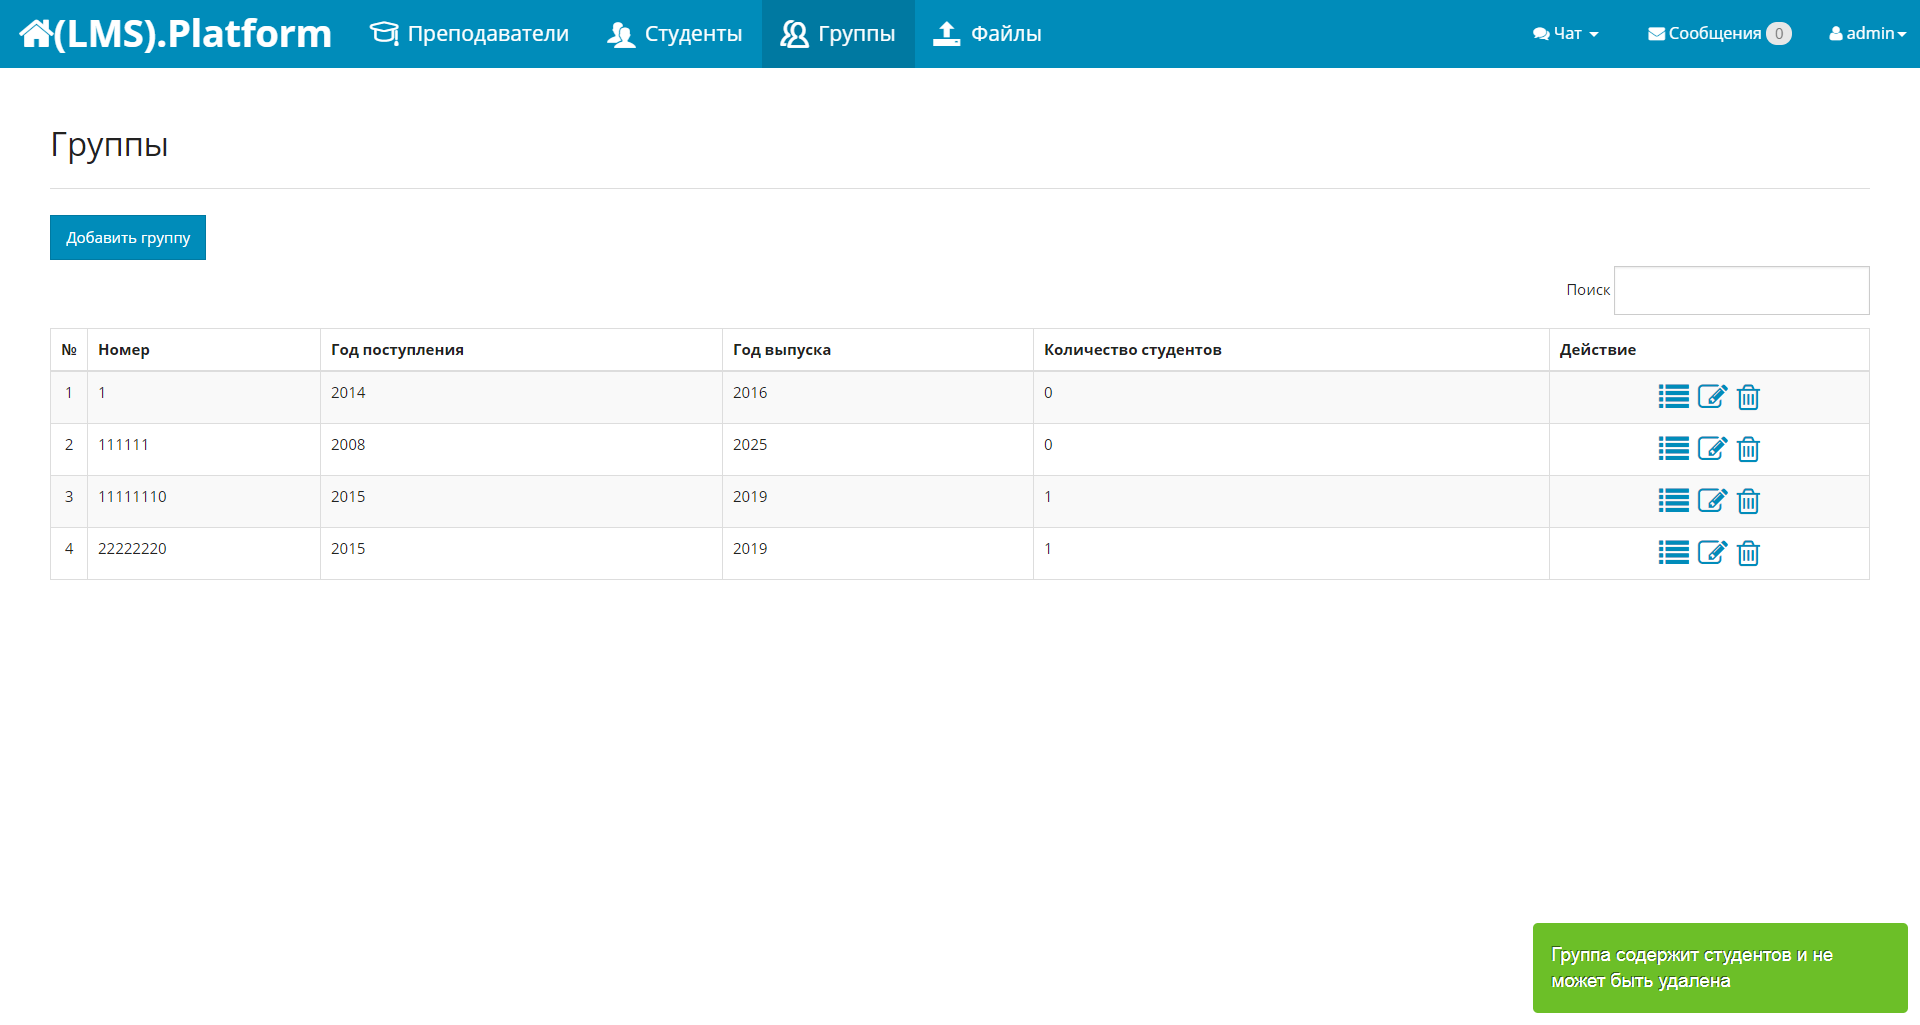 (LMS).Platform Преподаватели Студенты Группы Файлы Чат Сообщения 0 admin
Группы
Добавить группу
Поиск
№ Номер Год поступления Год выпуска Количество студентов Действие
1 1 2014 2016 0
2 111111 2008 2025 0
3 11111110 2015 2019 1
4 22222220 2015 2019 1
Группа содержит студентов и не
может быть удалена